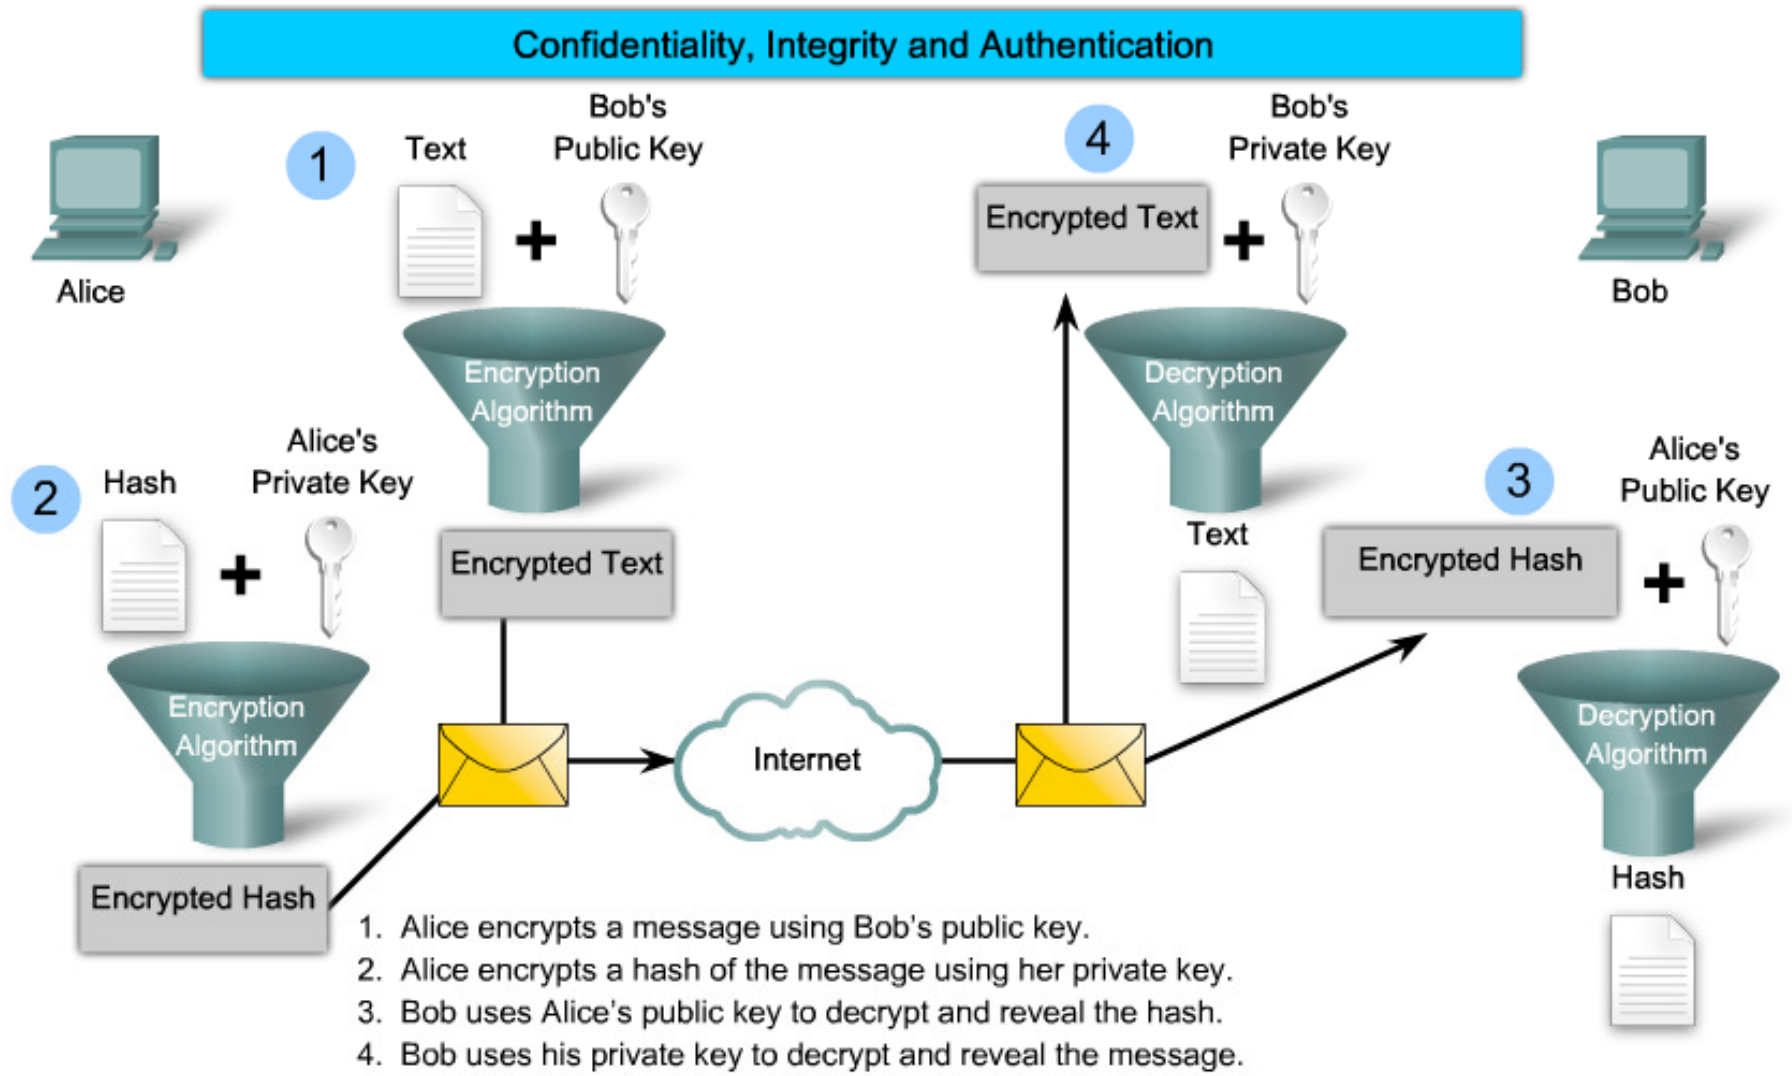 Confidentiality, Integrity and Authentication
Alice
1
Text
Bob's
Public Key
Encryption
Algorithm
Encrypted Text
2
Hash
Alice's
Private Key
Encryption
Algorithm
Encrypted Hash
Internet
4
Bob's
Private Key
Encrypted Text
Decryption
Algorithm
Text
Bob
3
Alice's
Public Key
Encrypted Hash
Decryption
Algorithm
Hash
1. Alice encrypts a message using Bob's public key.
2. Alice encrypts a hash of the message using her private key.
3. Bob uses Alice's public key to decrypt and reveal the hash.
4. Bob uses his private key to decrypt and reveal the message.